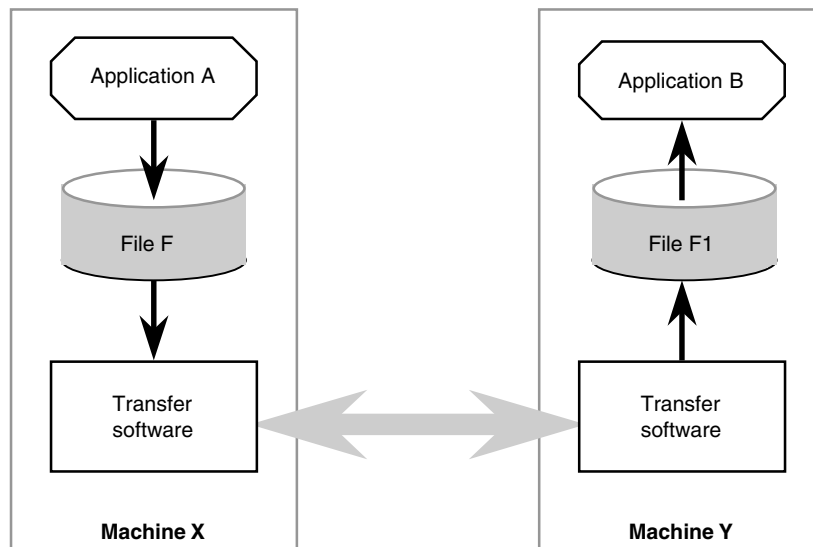 Application A
File F
Transfer
software
Machine X
Application B
File F1
Transfer
software
Machine Y